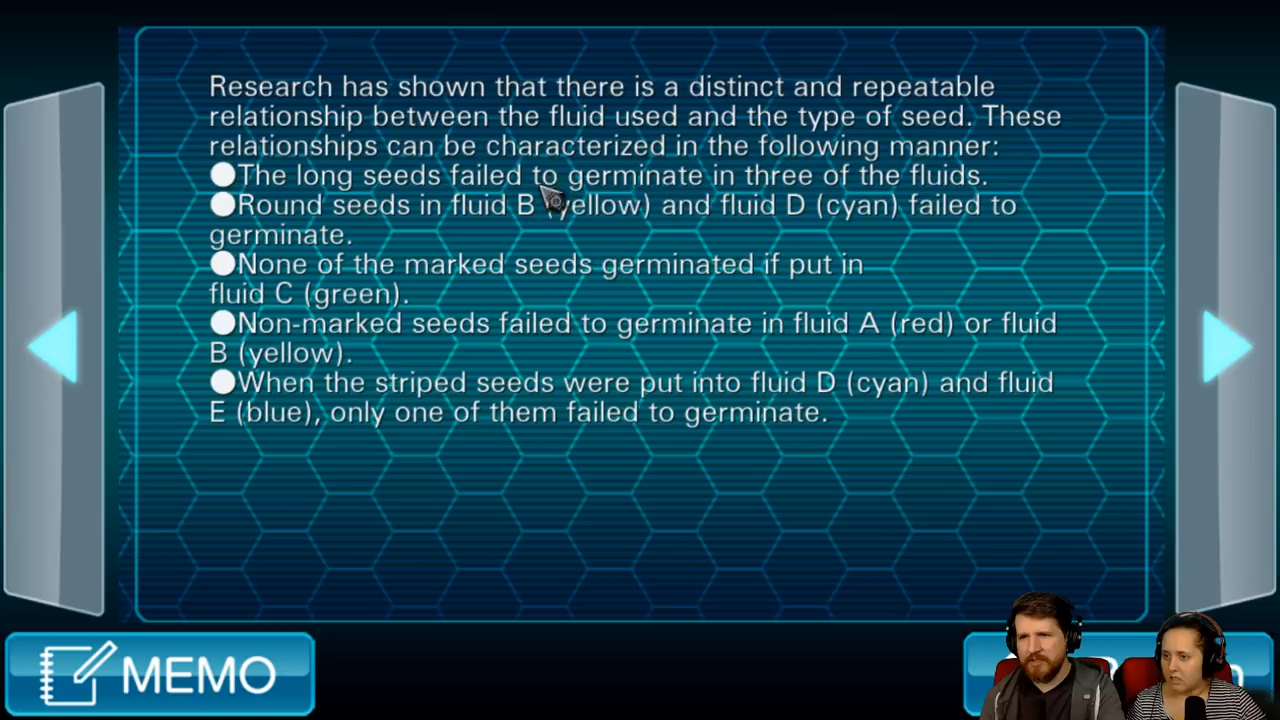 Research has shown that there is a distinct and repeatable
relationship between the fluid used and the type of seed. These
relationships can be characterized in the following manner:
●The long seeds failed to germinate in three of the fluids.
●Round seeds in fluid B (yellow) and fluid D (cyan) failed to
germinate.
●None of the marked seeds germinated if put in
fluid C (green).
●Non-marked seeds failed to germinate in fluid A (red) or fluid
B (yellow).
●When the striped seeds were put into fluid D (cyan) and fluid
E (blue), only one of them failed to germinate.
MEMO